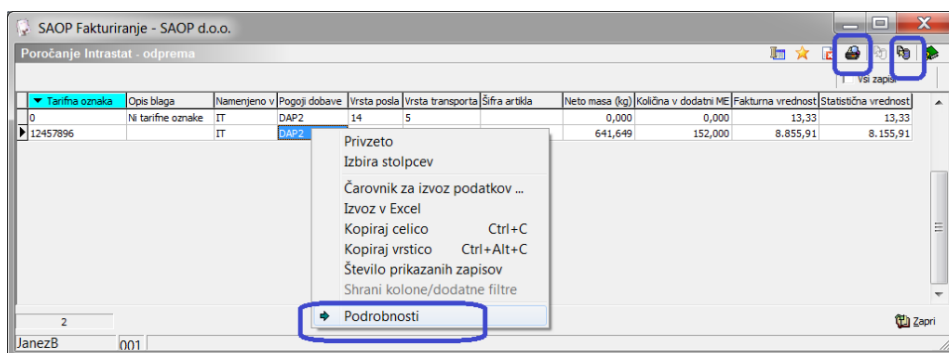 SAOP Fakturiranje - SAOP d.o.o.
Poročanje Intrastat - odprema
Vsi zapisi
Tarifna oznaka Opis blaga Namenjeno v Pogoji dobave Vrsta posla Vrsta transporta Šifra artikla Neto masa (kg) Količna v dodatni ME Fakturna vrednost Statistična vrednost
0 Ni tarifne oznake IT DAP2 14 5 0,000 0,000 13,33 13,33
12457896 IT DAP2 641,649 152,000 8.855,91 8.155,91
Privzeto
Izbira stolpcev
Čarovnik za izvoz podatkov ...
Izvoz v Excel
Kopiraj celico Ctrl+C
Kopiraj vrstico Ctrl+Alt+C
Število prikazanih zapisov
Shrani kolone/dodatne filtre
Podrobnosti
2 Zapri
JanezB 001